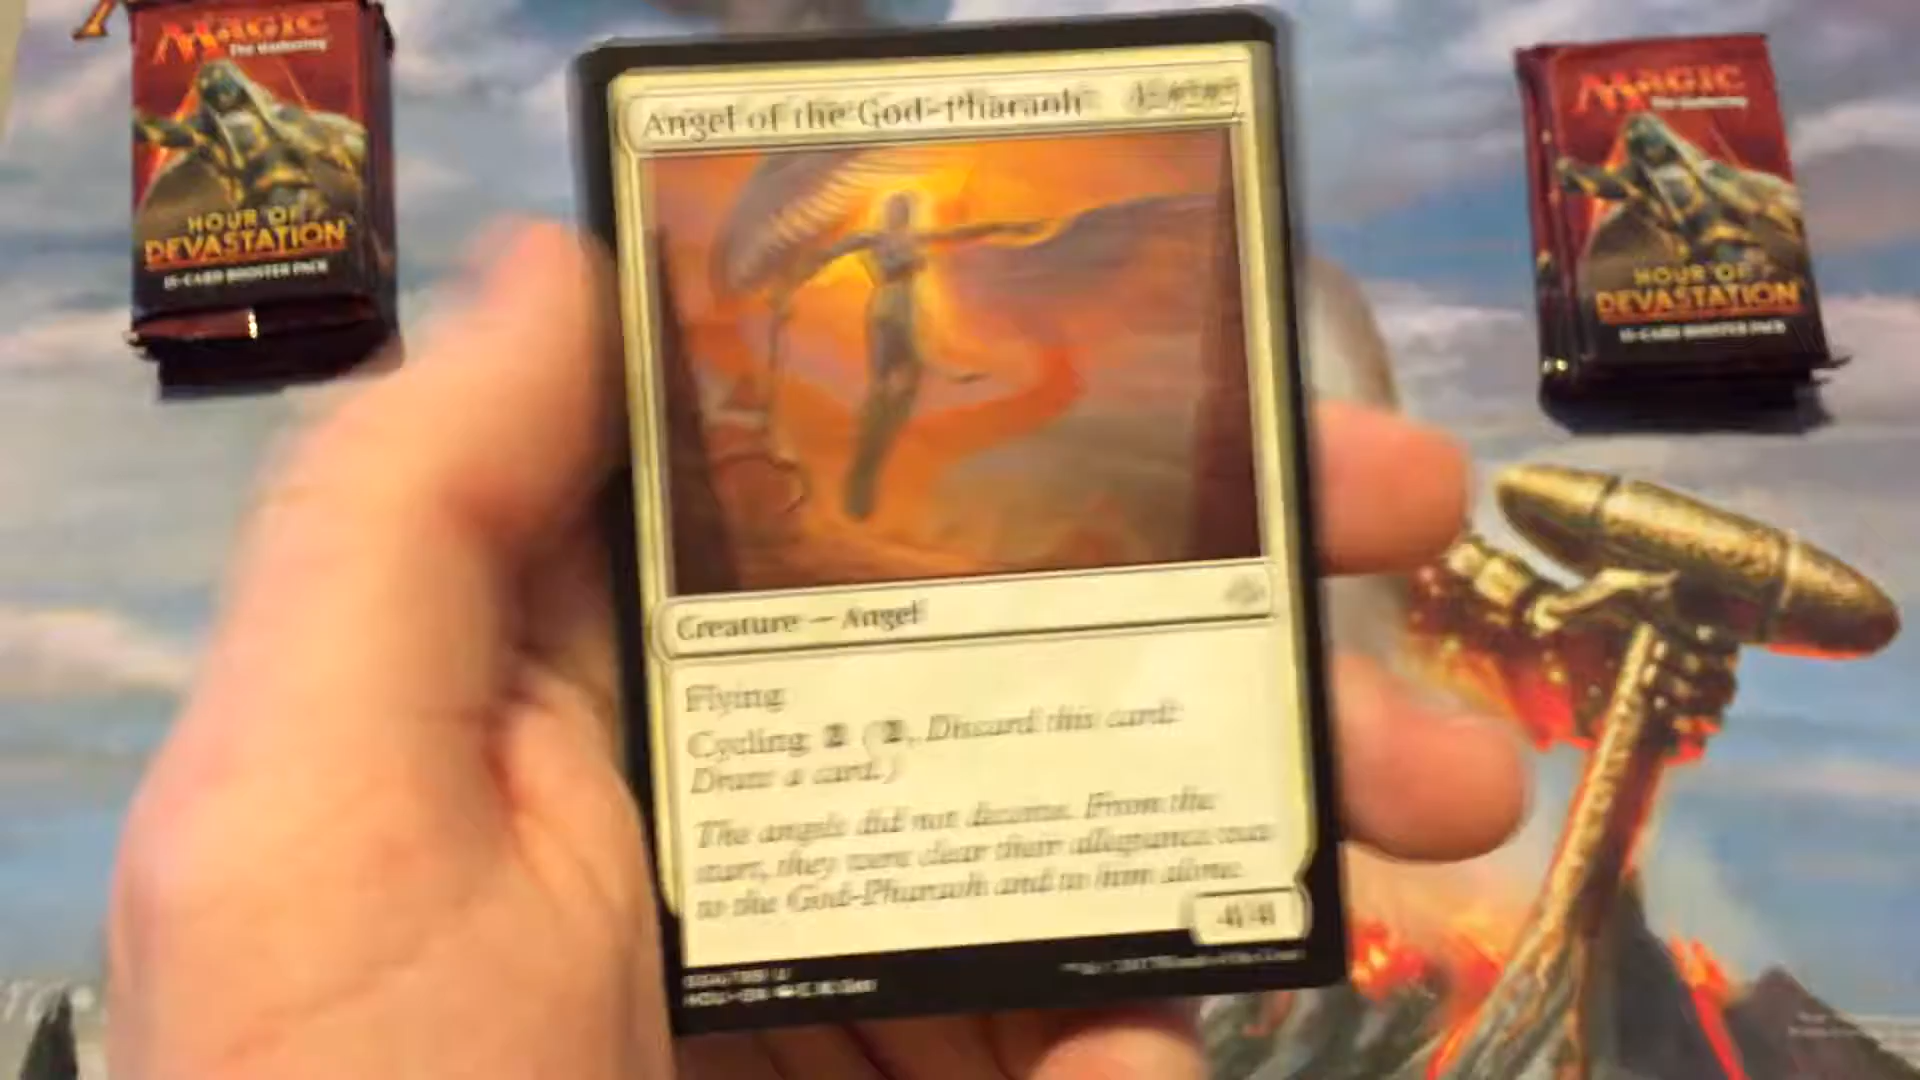 MAGIC
The Gathering
HOUR OF
DEVASTATION
15-CARD BOOSTER PACK
Angel of the God-Pharaoh
Creature — Angel
Flying
Cycling 2 (2, Discard this card:
Draw a card.)
The angels did not deceive. From the
start, they were clear their allegiance was
to the God-Pharaoh and to him alone.
4/4
MAGIC
The Gathering
HOUR OF
DEVASTATION
15-CARD BOOSTER PACK